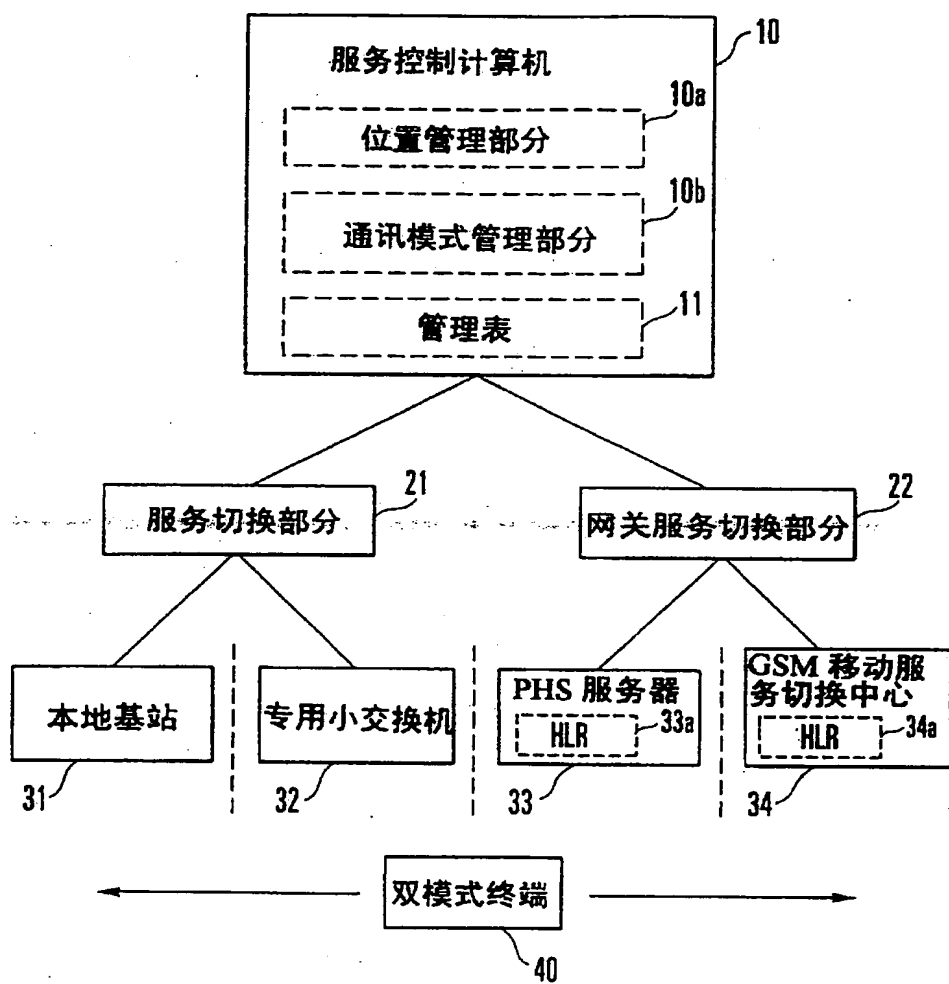 10
服务控制计算机
10a
位置管理部分
10b
通讯模式管理部分
11
管理表
21
服务切换部分
22
网关服务切换部分
本地基站
31
专用小交换机
32
PHS 服务器
HLR
33a
33
GSM 移动服
务切换中心
HLR
34a
34
双模式终端
40